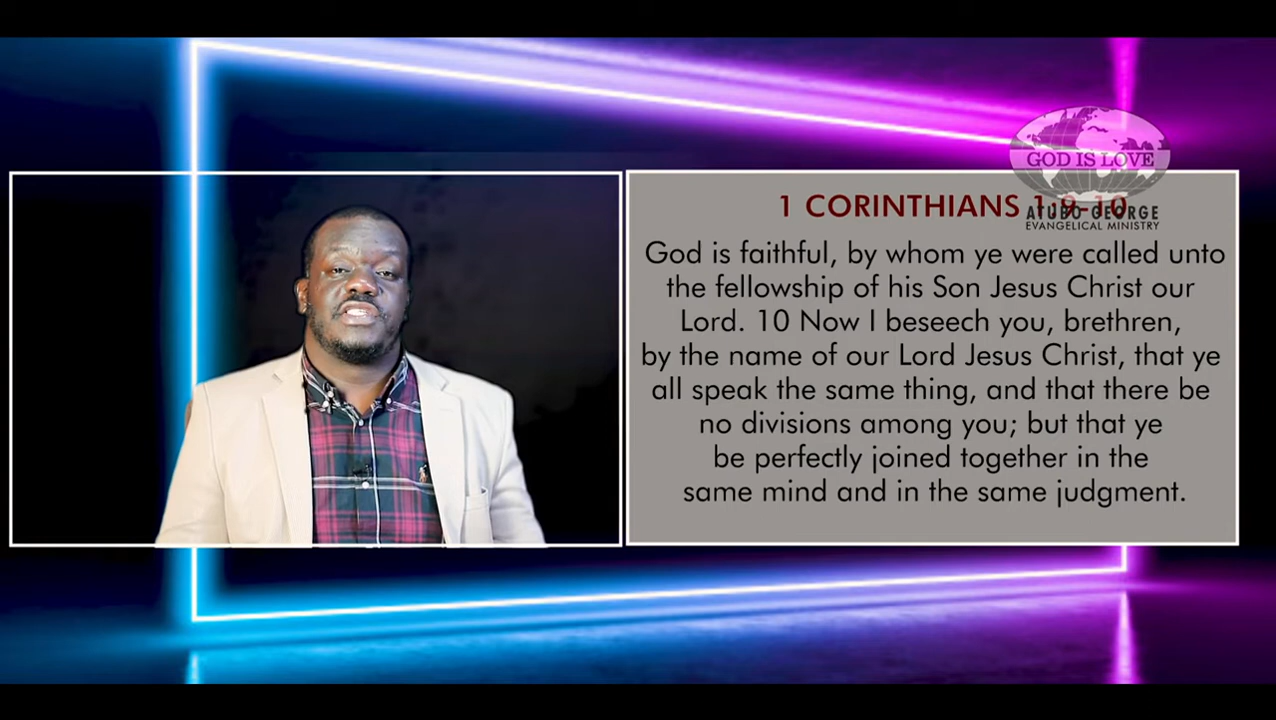 GOD IS LOVE
ATUBO GEORGE
EVANGELICAL MINISTRY
1 CORINTHIANS 1:9-10
God is faithful, by whom ye were called unto
the fellowship of his Son Jesus Christ our
Lord. 10 Now I beseech you, brethren,
by the name of our Lord Jesus Christ, that ye
all speak the same thing, and that there be
no divisions among you; but that ye
be perfectly joined together in the
same mind and in the same judgment.